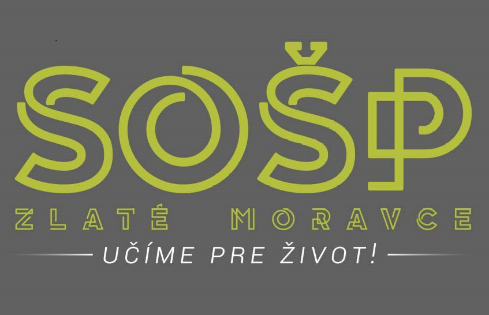 SOŠP
ZLATÉ MORAVCE
UČÍME PRE ŽIVOT!